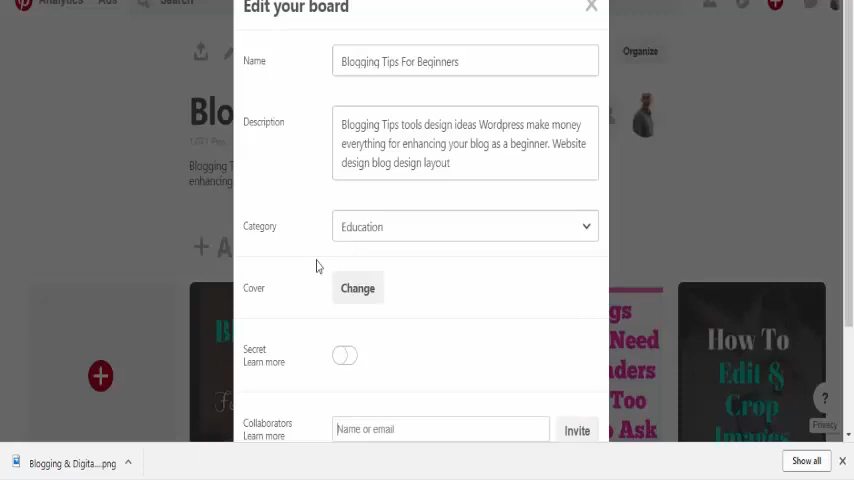 Analytics Ads Search
Edit your board
Organize
Name
Blogging Tips For Beginners
Blo
Description
Blogging Tips tools design ideas Wordpress make money
everything for enhancing your blog as a beginner. Website
design blog design layout
Blogging T
enhancing
Category
Education
+ A
Cover
Change
Secret
Learn more
Collaborators
Learn more
Name or email
Invite
gs
Need
ders
Too
o Ask
How To
Edit &
Crop
Images
?
Privacy
Blogging & Digita....png
Show all